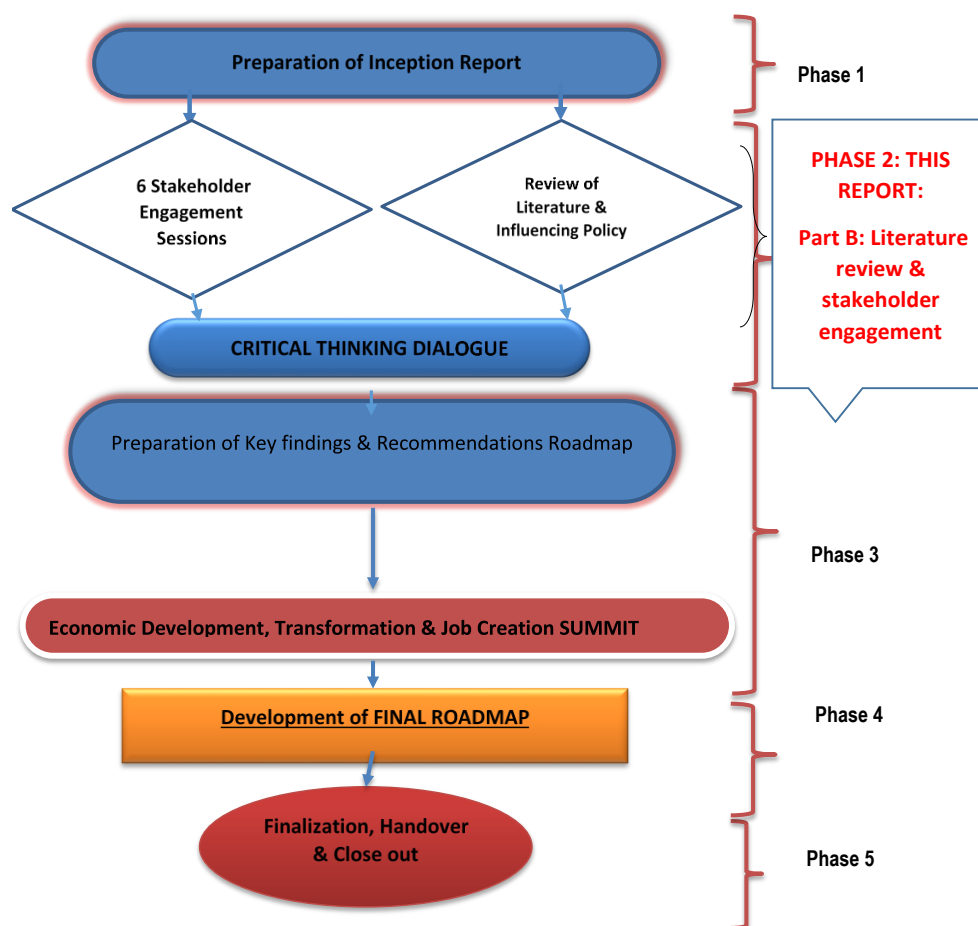 Preparation of Inception Report
Phase 1
6 Stakeholder
Engagement
Sessions
Review of
Literature &
Influencing Policy
PHASE 2: THIS
REPORT:
Part B: Literature
review &
stakeholder
engagement
CRITICAL THINKING DIALOGUE
Preparation of Key findings & Recommendations Roadmap
Phase 3
Economic Development, Transformation & Job Creation SUMMIT
Development of FINAL ROADMAP
Phase 4
Finalization, Handover
& Close out
Phase 5